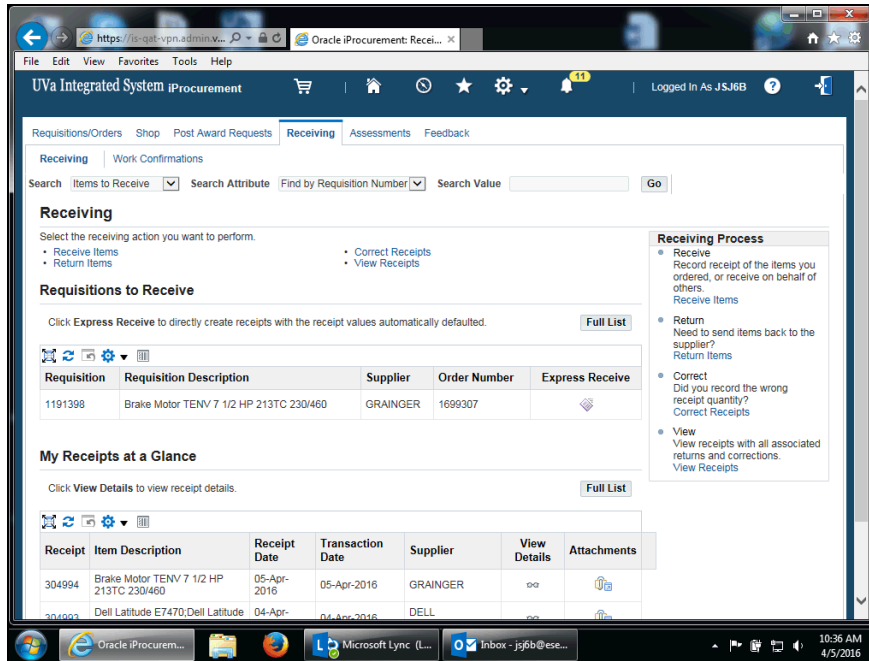 https://is-qat-vpn.admin.v...
Oracle iProcurement: Recei...
File Edit View Favorites Tools Help
UVa Integrated System iProcurement
11
Logged In As JSJ6B
?
Requisitions/Orders Shop Post Award Requests Receiving Assessments Feedback
Receiving Work Confirmations
Search Items to Receive Search Attribute Find by Requisition Number Search Value Go
Receiving
Select the receiving action you want to perform.
• Receive Items
• Return Items
• Correct Receipts
• View Receipts
Requisitions to Receive
Click Express Receive to directly create receipts with the receipt values automatically defaulted.
Full List
Requisition Requisition Description Supplier Order Number Express Receive
1191398 Brake Motor TENV 7 1/2 HP 213TC 230/460 GRAINGER 1699307
My Receipts at a Glance
Click View Details to view receipt details.
Full List
Receipt Item Description Receipt Date Transaction Date Supplier View Details Attachments
304994 Brake Motor TENV 7 1/2 HP 213TC 230/460 05-Apr-2016 05-Apr-2016 GRAINGER
304993 Dell Latitude E7470;Dell Latitude 04-Apr- 04-Apr-2016 DELL
Receiving Process
Receive
Record receipt of the items you
ordered, or receive on behalf of
others.
Receive Items
Return
Need to send items back to the
supplier?
Return Items
Correct
Did you record the wrong
receipt quantity?
Correct Receipts
View
View receipts with all associated
returns and corrections.
View Receipts
Oracle iProcurem...
Microsoft Lync (L...
Inbox - jsj6b@ese...
10:36 AM
4/5/2016